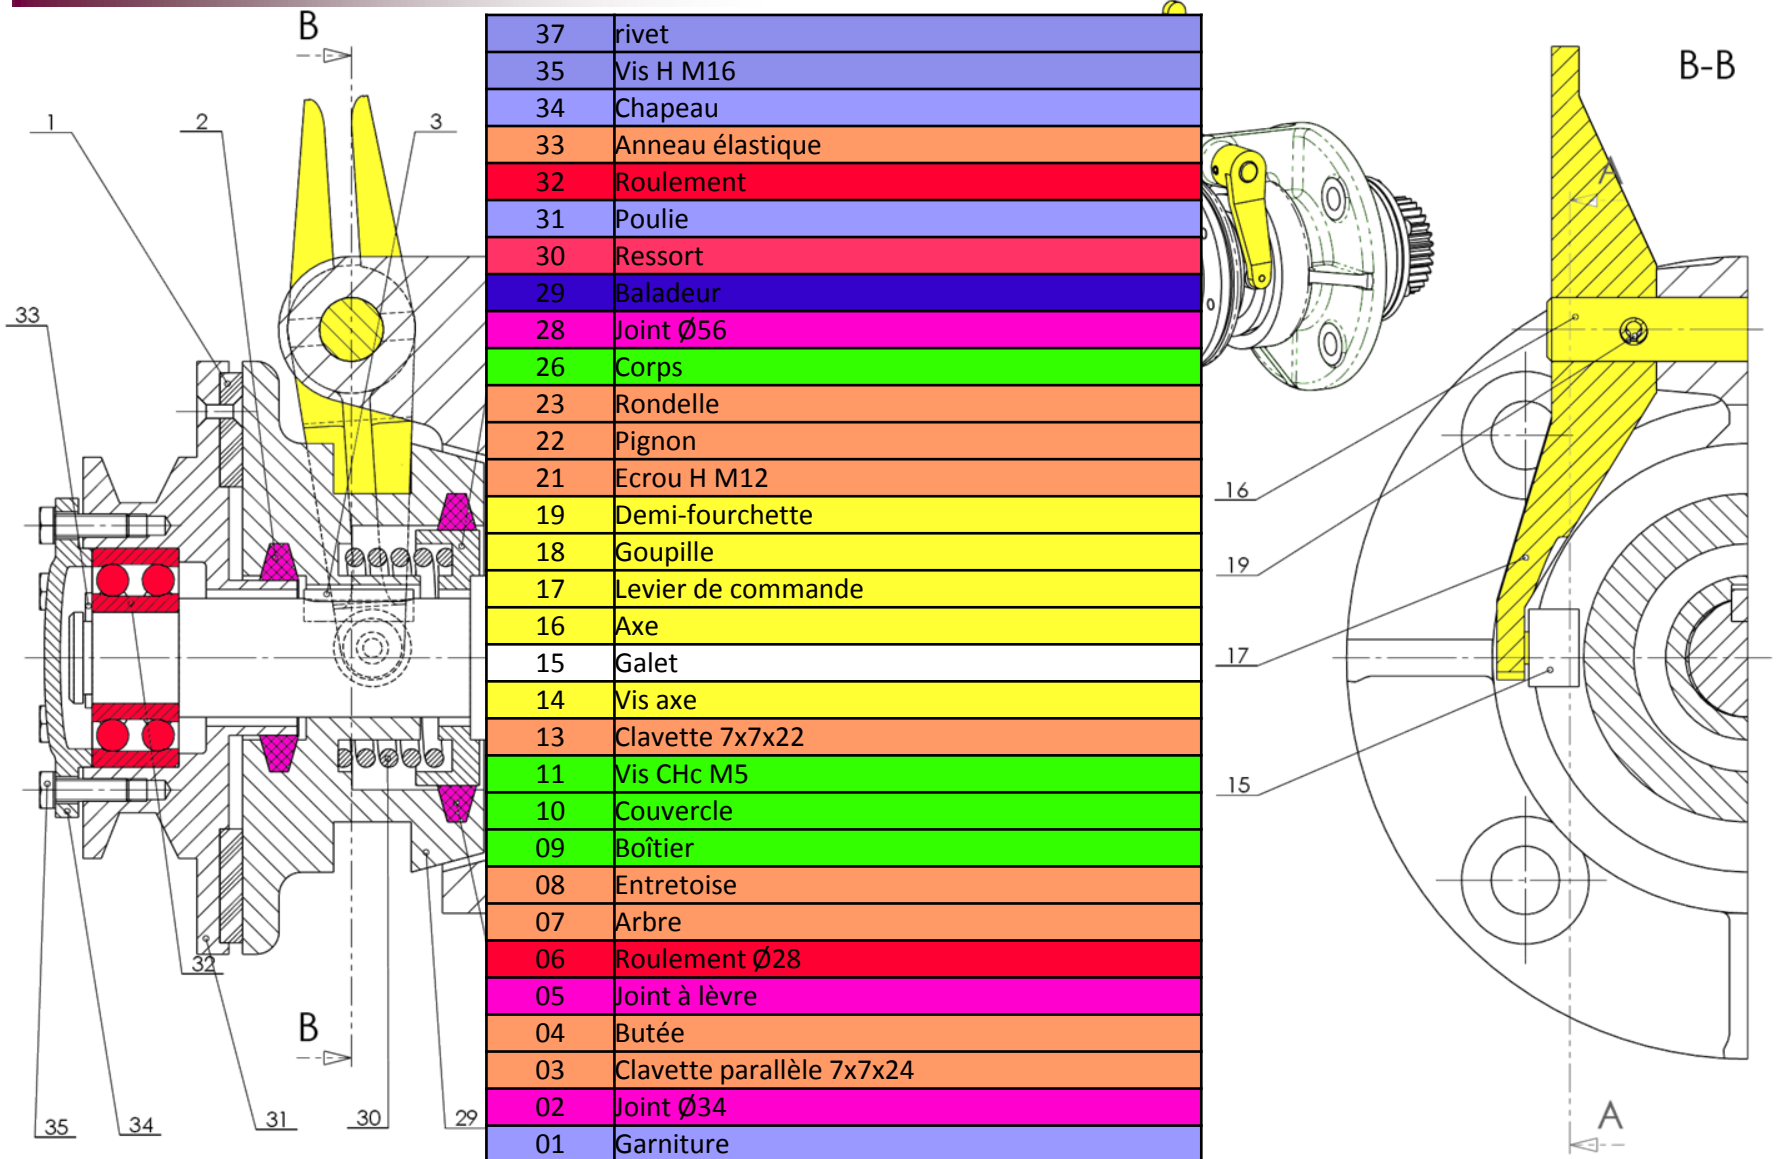 B
B-B
1
2
3
33
A
37 rivet
35 Vis H M16
34 Chapeau
33 Anneau élastique
32 Roulement
31 Poulie
30 Ressort
29 Baladeur
28 Joint Ø56
26 Corps
23 Rondelle
22 Pignon
21 Ecrou H M12
19 Demi-fourchette
18 Goupille
17 Levier de commande
16 Axe
15 Galet
14 Vis axe
13 Clavette 7x7x22
11 Vis CHc M5
10 Couvercle
09 Boîtier
08 Entretoise
07 Arbre
06 Roulement Ø28
05 Joint à lèvre
04 Butée
03 Clavette parallèle 7x7x24
02 Joint Ø34
01 Garniture
16
19
17
15
32
B
35
34
31
30
29
A